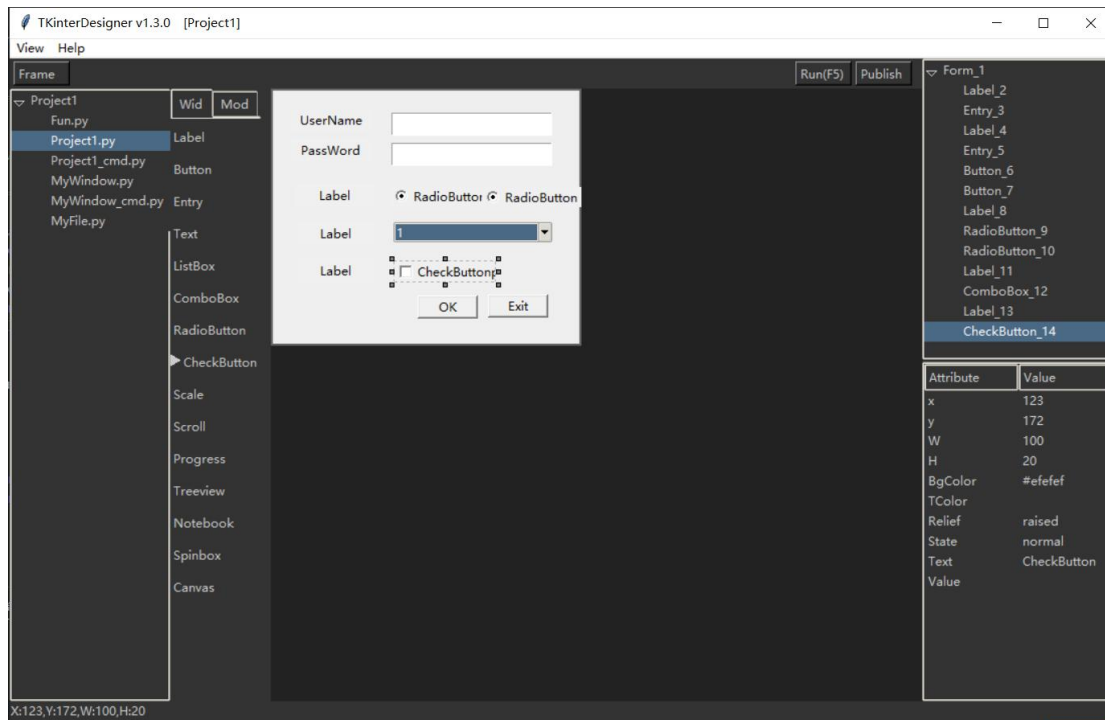 TKinterDesigner v1.3.0 [Project1]
View Help
Frame
Run(F5) Publish
Project1
Fun.py
Project1.py
Project1_cmd.py
MyWindow.py
MyWindow_cmd.py
MyFile.py
Wid Mod
Label
Button
Entry
Text
ListBox
ComboBox
RadioButton
CheckButton
Scale
Scroll
Progress
Treeview
Notebook
Spinbox
Canvas
UserName
PassWord
Label RadioButtor RadioButton
Label 1
Label CheckButton
OK Exit
Form_1
Label_2
Entry_3
Label_4
Entry_5
Button_6
Button_7
Label_8
RadioButton_9
RadioButton_10
Label_11
ComboBox_12
Label_13
CheckButton_14
Attribute Value
x 123
y 172
W 100
H 20
BgColor #efefef
TColor
Relief raised
State normal
Text CheckButton
Value
X:123,Y:172,W:100,H:20